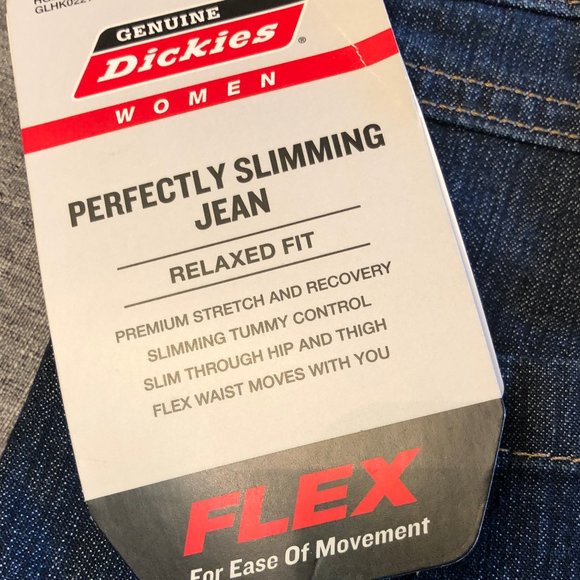 GENUINE
Dickies
WOMEN
PERFECTLY SLIMMING
JEAN
RELAXED FIT
PREMIUM STRETCH AND RECOVERY
SLIMMING TUMMY CONTROL
SLIM THROUGH HIP AND THIGH
FLEX WAIST MOVES WITH YOU
FLEX
For Ease Of Movement